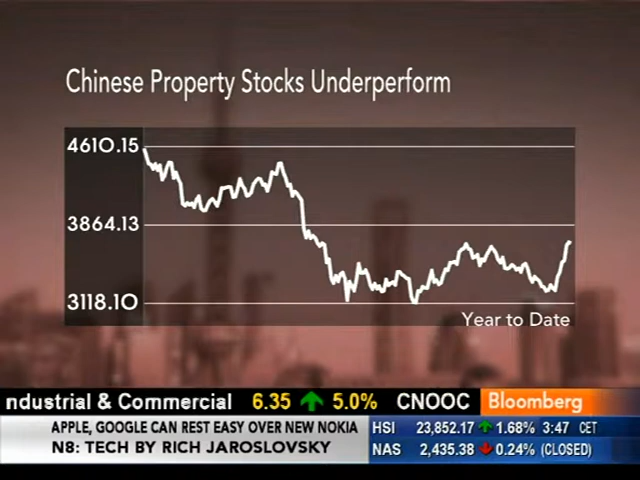 Chinese Property Stocks Underperform
4610.15
3864.13
3118.10
Year to Date
ndustrial & Commercial 6.35 5.0% CNOOC Bloomberg
APPLE, GOOGLE CAN REST EASY OVER NEW NOKIA
N8: TECH BY RICH JAROSLOVSKY
HSI 23,852.17 1.68% 3:47 CET
NAS 2,435.38 0.24% (CLOSED)